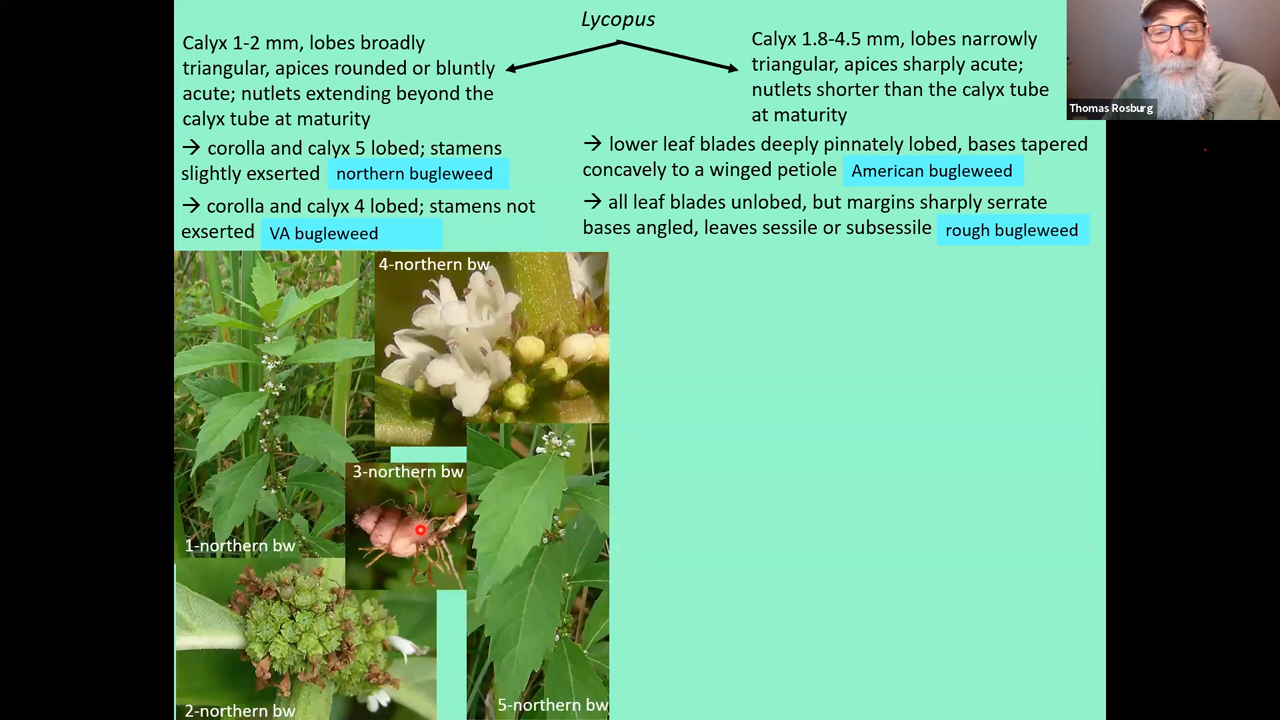 Lycopus
Calyx 1-2 mm, lobes broadly
triangular, apices rounded or bluntly
acute; nutlets extending beyond the
calyx tube at maturity
→ corolla and calyx 5 lobed; stamens
slightly exserted northern bugleweed
→ corolla and calyx 4 lobed; stamens not
exserted VA bugleweed
Calyx 1.8-4.5 mm, lobes narrowly
triangular, apices sharply acute;
nutlets shorter than the calyx tube
at maturity
→ lower leaf blades deeply pinnately lobed, bases tapered
concavely to a winged petiole American bugleweed
→ all leaf blades unlobed, but margins sharply serrate
bases angled, leaves sessile or subsessile rough bugleweed
Thomas Rosburg
4-northern bw
3-northern bw
1-northern bw
2-northern bw
5-northern bw